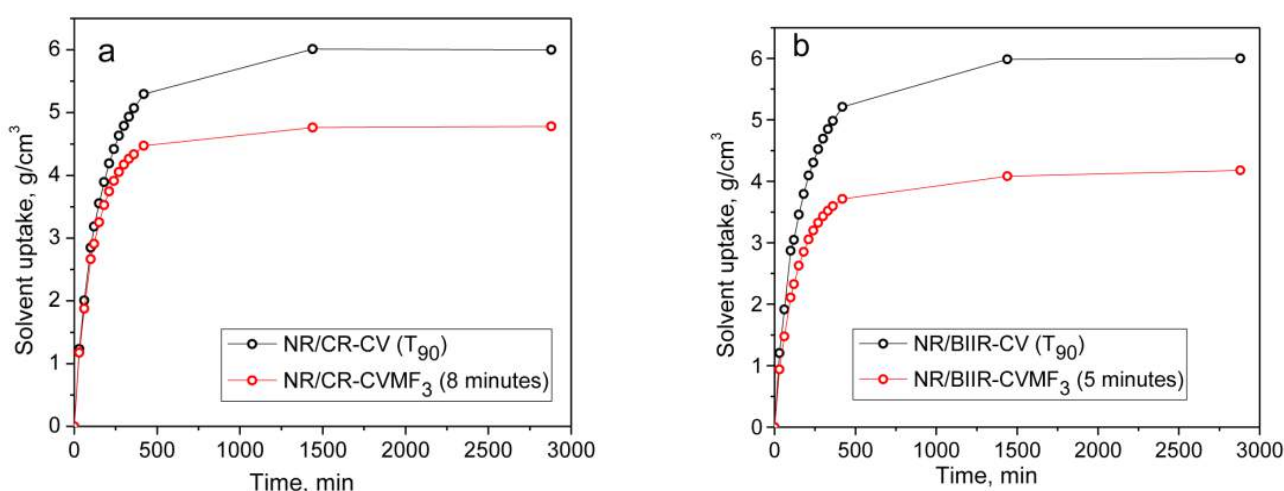 a
6
5
4
3
2
1
0
Solvent uptake, g/cm³
NR/CR-CV (T₉₀)
NR/CR-CVMF₃ (8 minutes)
0 500 1000 1500 2000 2500 3000
Time, min
b
6
5
4
3
2
1
0
Solvent uptake, g/cm³
NR/BIIR-CV (T₉₀)
NR/BIIR-CVMF₃ (5 minutes)
0 500 1000 1500 2000 2500 3000
Time, min